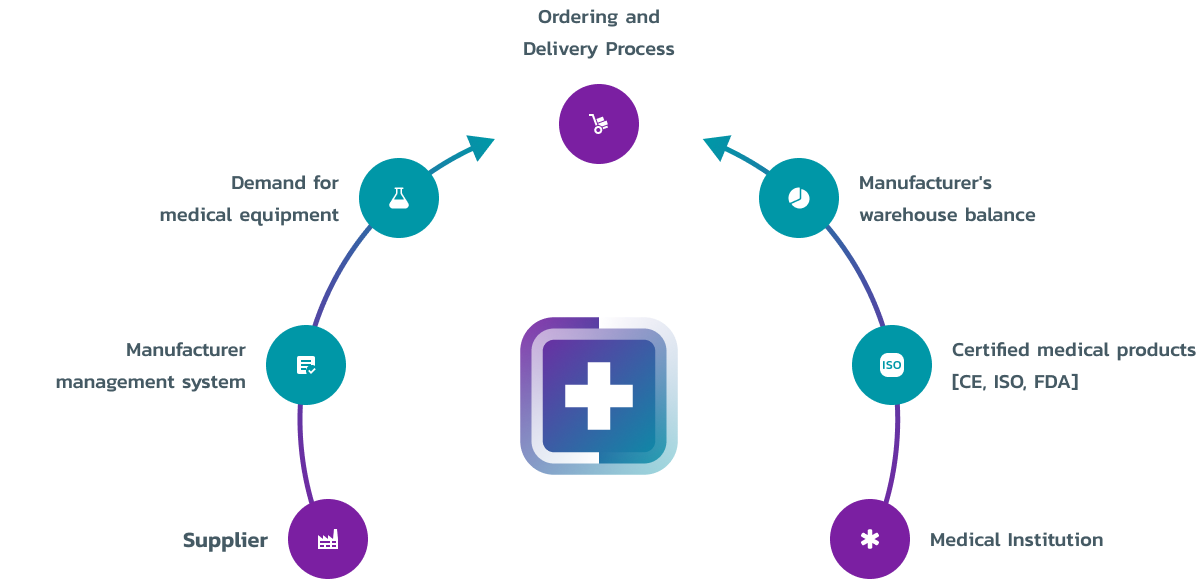 Ordering and
Delivery Process
Demand for
medical equipment
Manufacturer's
warehouse balance
Manufacturer
management system
ISO
Certified medical products
[CE, ISO, FDA]
Supplier
Medical Institution